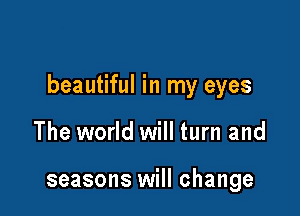 beautiful in my eyes
The world will turn and
seasons will change